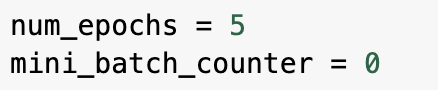 num_epochs = 5
mini_batch_counter = 0